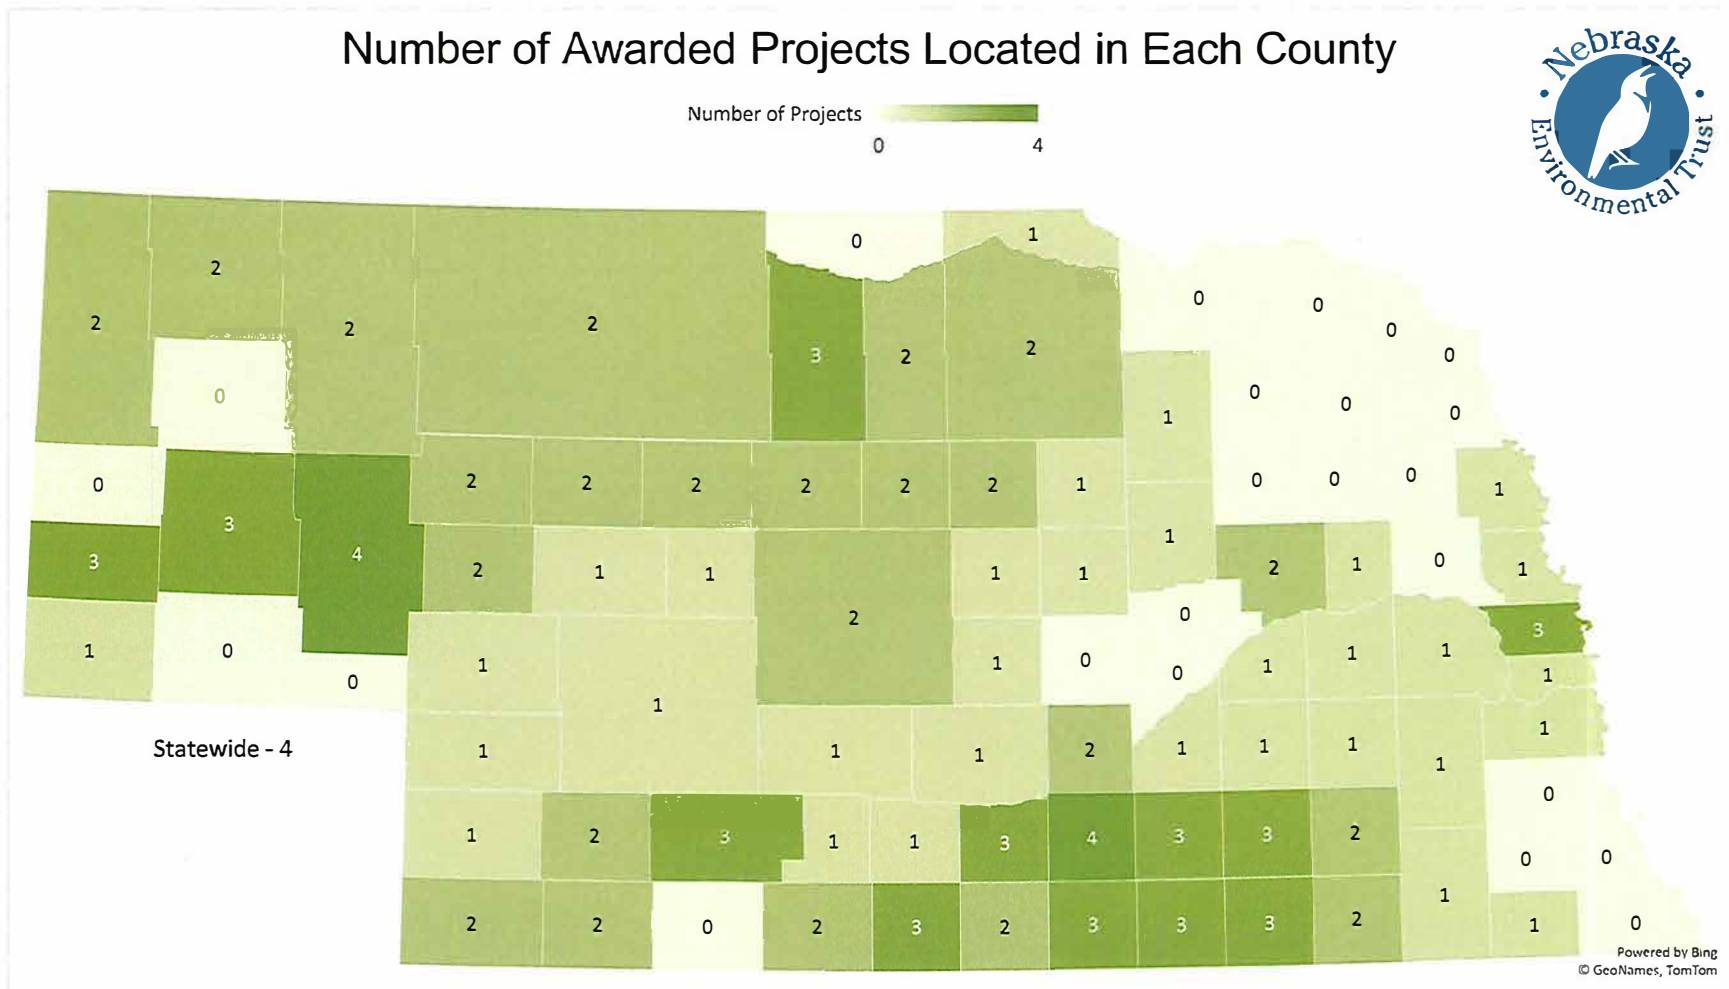 Number of Awarded Projects Located in Each County
Nebraska
Environmental Trust
Number of Projects
0 4
0 1
2
2 2 2 0 0
0
3 2 2 0
0 0 0 0
1
2 2 2 2 2 2 1 0 0 0 1
0
3
4 1
3 2 1 1 1 1 2 1 0 1
2 0
3
1 0 0 1 1 0 0 1 1 1
1
1
Statewide - 4
1 1 1 2 1 1 1 1 1
0
1 2 3 1 1 3 4 3 3 2 0 0
1
2 2 0 2 3 2 3 3 3 2 1 0
Powered by Bing
© GeoNames, TomTom